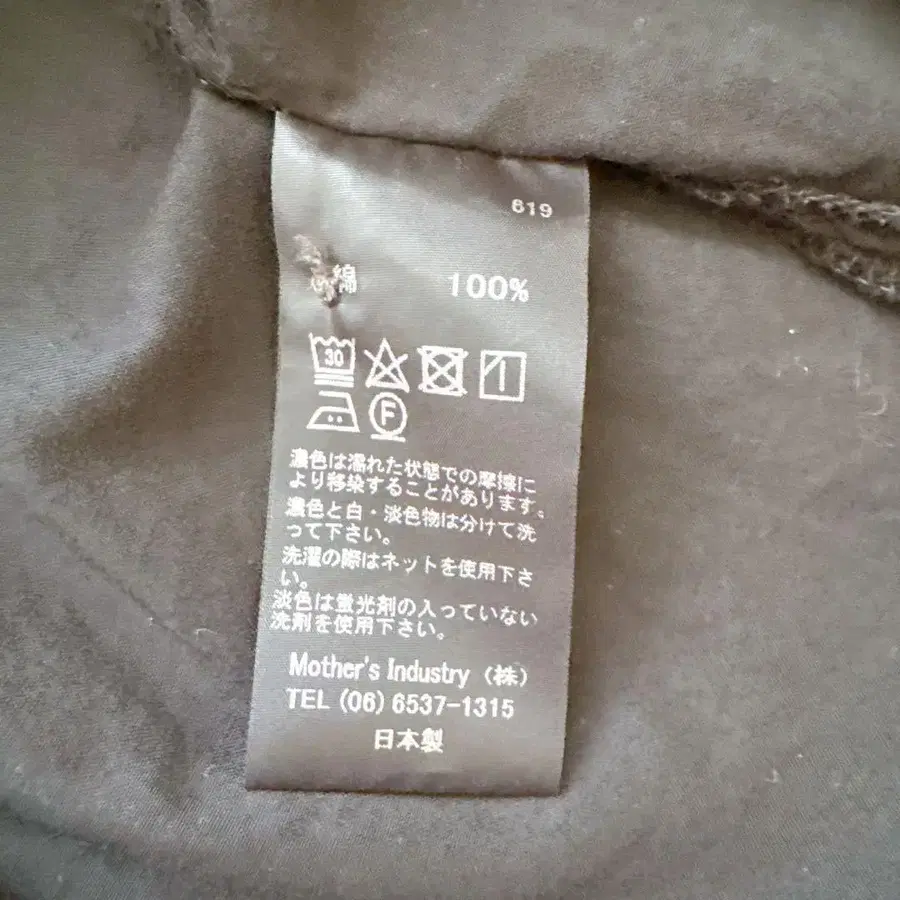 619
綿 100%
30
F
濃色は濡れた状態での摩擦に
より移染することがあります。
濃色と白・淡色物は分けて洗
って下さい。
洗濯の際はネットを使用下さ
い。
淡色は蛍光剤の入っていない
洗剤を使用下さい。
Mother's Industry (株)
TEL (06) 6537-1315
日本製